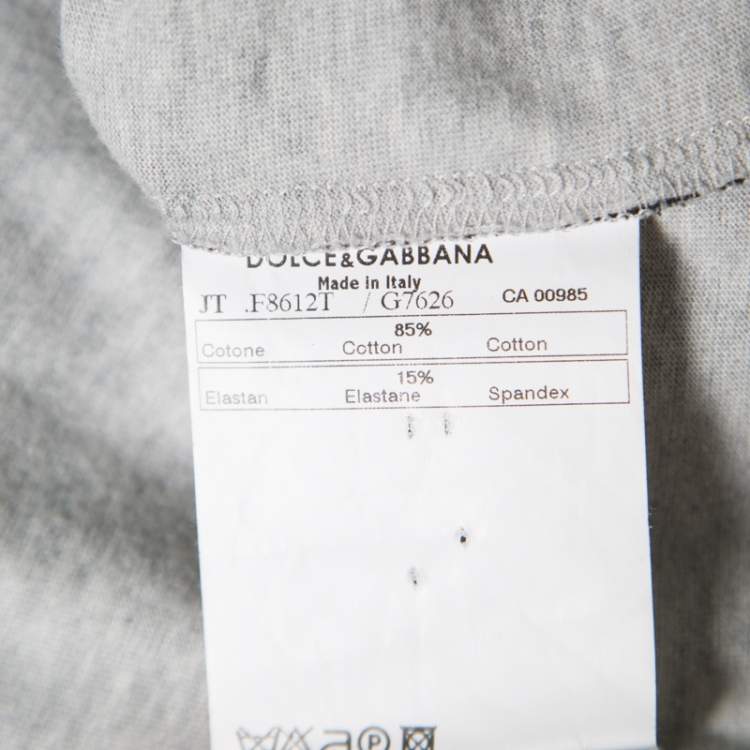 DOLCE&GABBANA
Made in Italy
JT .F8612T / G7626 CA 00985
85%
Cotone Cotton Cotton
15%
Elastan Elastane Spandex
P